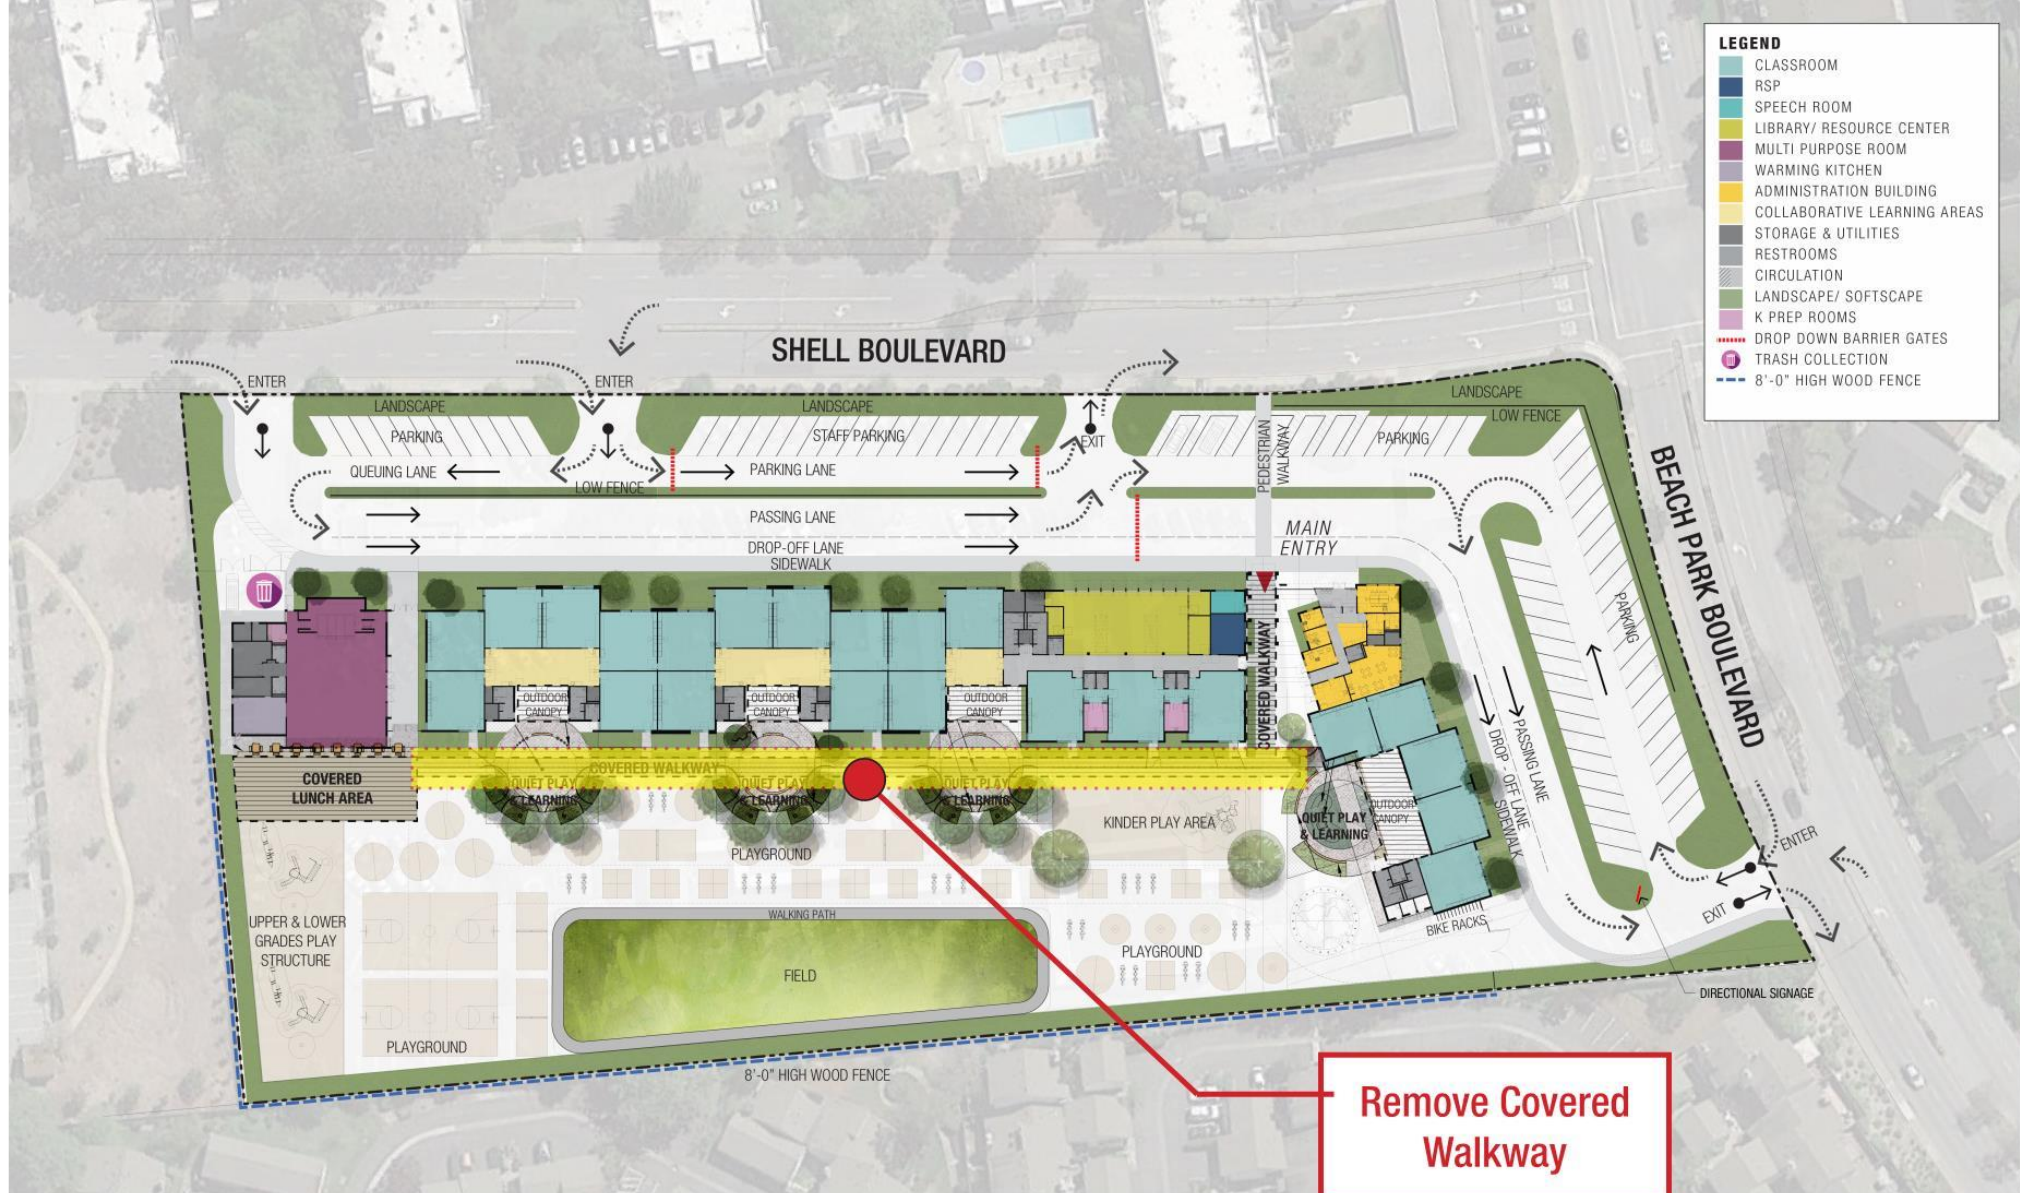 LEGEND
CLASSROOM
RSP
SPEECH ROOM
LIBRARY/ RESOURCE CENTER
MULTI PURPOSE ROOM
WARMING KITCHEN
ADMINISTRATION BUILDING
COLLABORATIVE LEARNING AREAS
STORAGE & UTILITIES
RESTROOMS
CIRCULATION
LANDSCAPE/ SOFTSCAPE
K PREP ROOMS
DROP DOWN BARRIER GATES
TRASH COLLECTION
8'-0" HIGH WOOD FENCE
SHELL BOULEVARD
ENTER
ENTER
LANDSCAPE
LANDSCAPE
LANDSCAPE
LOW FENCE
PARKING
STAFF PARKING
EXIT
PEDESTRIAN
WALKWAY
PARKING
QUEUING LANE
PARKING LANE
LOW FENCE
PASSING LANE
MAIN
ENTRY
DROP-OFF LANE
SIDEWALK
BEACH PARK BOULEVARD
PARKING
COVERED WALKWAY
OUTDOOR
CANOPY
OUTDOOR
CANOPY
OUTDOOR
CANOPY
PASSING LANE
DROP - OFF LANE
SIDEWALK
COVERED WALKWAY
COVERED
LUNCH AREA
QUIET PLAY
& LEARNING
QUIET PLAY
& LEARNING
QUIET PLAY
& LEARNING
KINDER PLAY AREA
QUIET PLAY
& LEARNING
OUTDOOR
CANOPY
PLAYGROUND
ENTER
EXIT
WALKING PATH
BIKE RACKS
UPPER & LOWER
GRADES PLAY
STRUCTURE
FIELD
PLAYGROUND
DIRECTIONAL SIGNAGE
PLAYGROUND
8'-0" HIGH WOOD FENCE
Remove Covered
Walkway